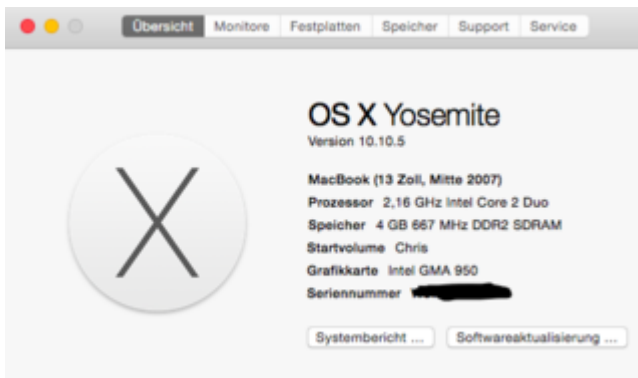 Übersicht Monitore Festplatten Speicher Support Service
OS X Yosemite
Version 10.10.5
MacBook (13 Zoll, Mitte 2007)
Prozessor 2,16 GHz Intel Core 2 Duo
Speicher 4 GB 667 MHz DDR2 SDRAM
Startvolume Chris
Grafikkarte Intel GMA 950
Seriennummer
Systembericht ...
Softwareaktualisierung ...